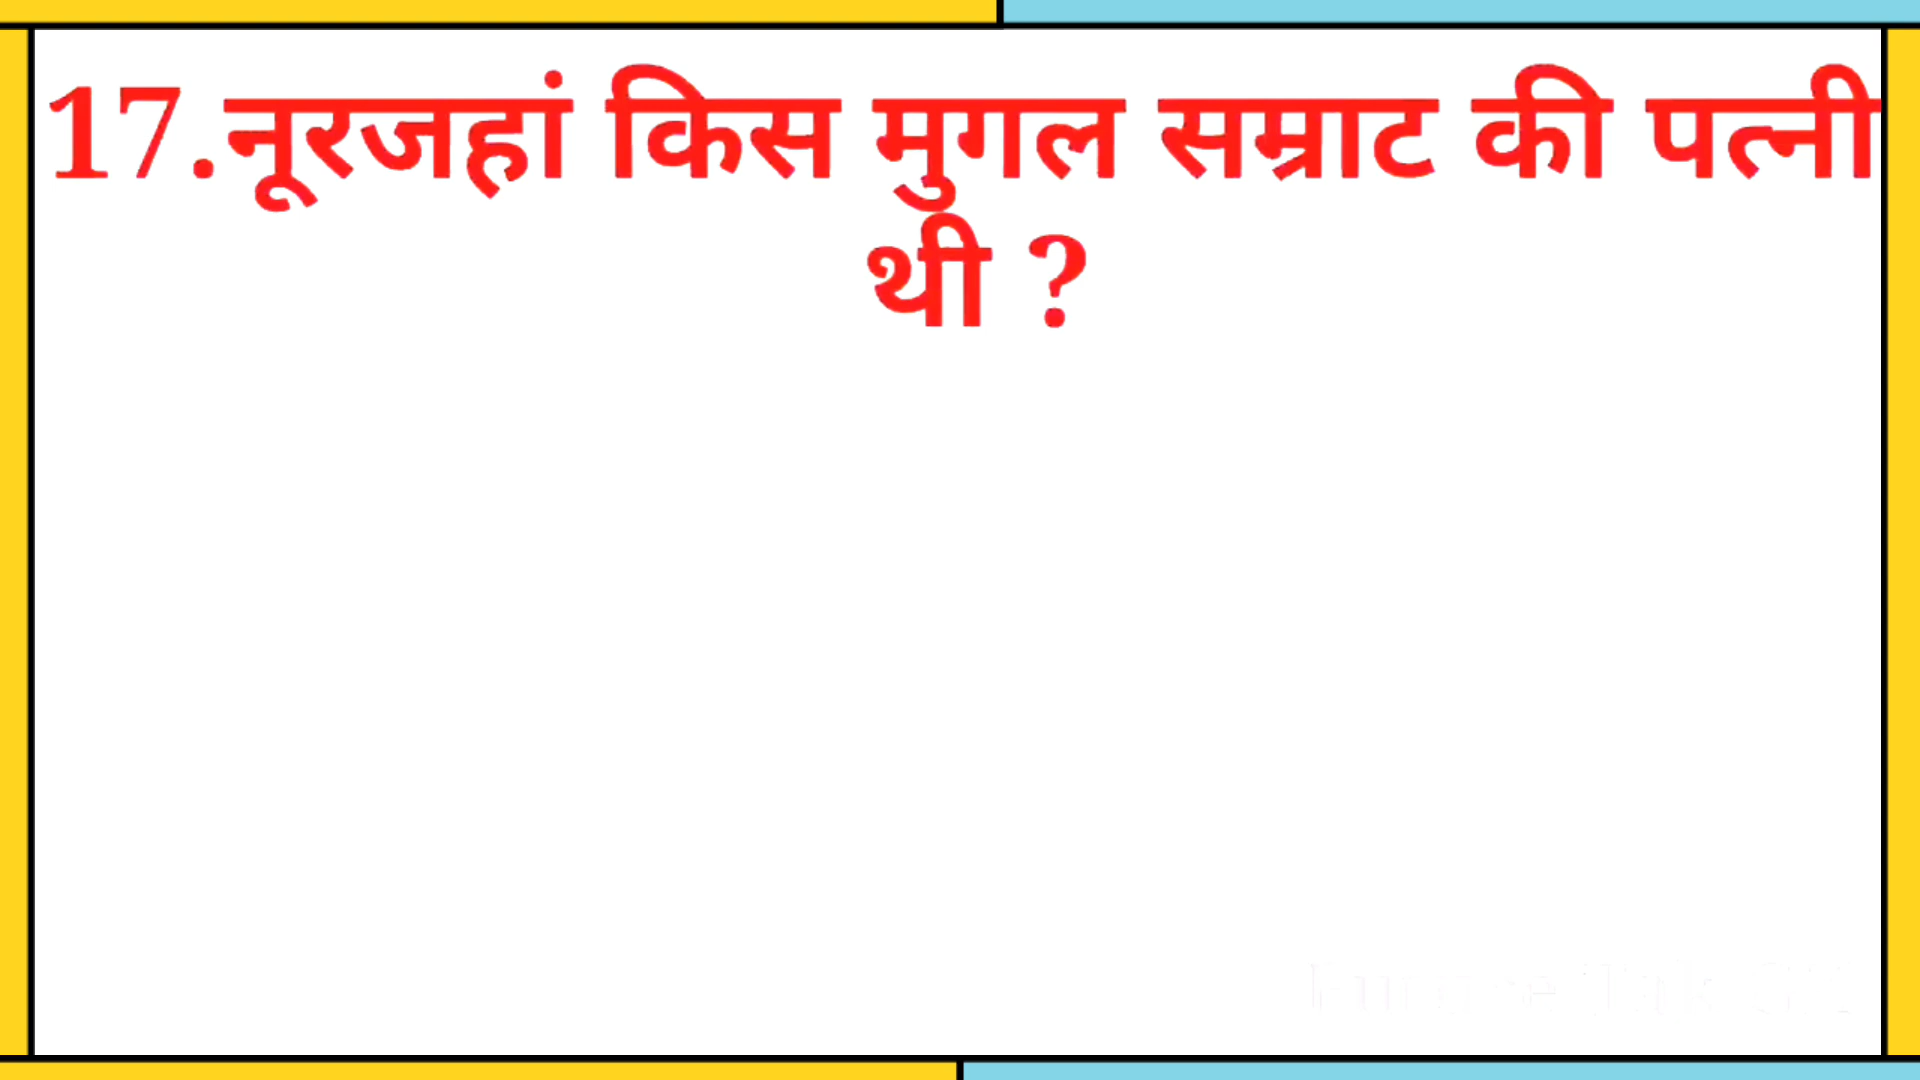 17.नूरजहां किस मुगल सम्राट की पत्नी
थी ?